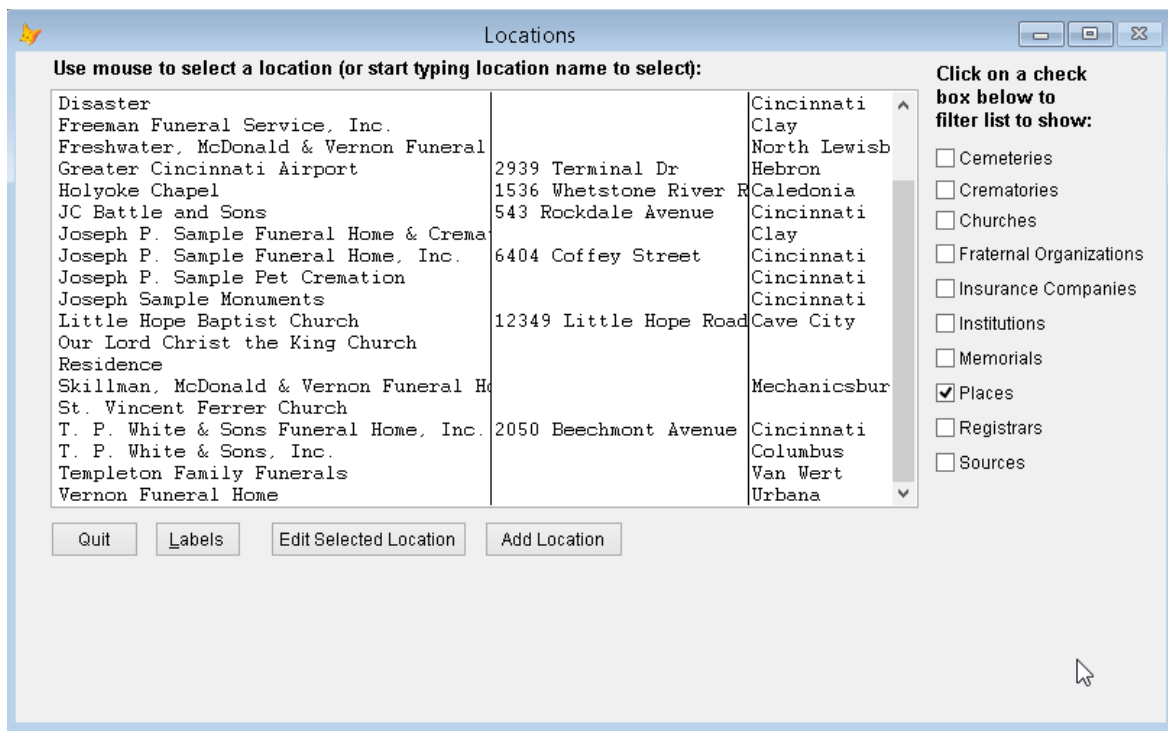 Locations
Use mouse to select a location (or start typing location name to select):
Disaster Cincinnati
Freeman Funeral Service, Inc. Clay
Freshwater, McDonald & Vernon Funeral North Lewisb
Greater Cincinnati Airport 2939 Terminal Dr Hebron
Holyoke Chapel 1536 Whetstone River R Caledonia
JC Battle and Sons 543 Rockdale Avenue Cincinnati
Joseph P. Sample Funeral Home & Crema Clay
Joseph P. Sample Funeral Home, Inc. 6404 Coffey Street Cincinnati
Joseph P. Sample Pet Cremation Cincinnati
Joseph Sample Monuments Cincinnati
Little Hope Baptist Church 12349 Little Hope Road Cave City
Our Lord Christ the King Church
Residence
Skillman, McDonald & Vernon Funeral Ho Mechanicsbur
St. Vincent Ferrer Church
T. P. White & Sons Funeral Home, Inc. 2050 Beechmont Avenue Cincinnati
T. P. White & Sons, Inc. Columbus
Templeton Family Funerals Van Wert
Vernon Funeral Home Urbana
Quit Labels Edit Selected Location Add Location
Click on a check
box below to
filter list to show:
Cemeteries
Crematories
Churches
Fraternal Organizations
Insurance Companies
Institutions
Memorials
Places
Registrars
Sources